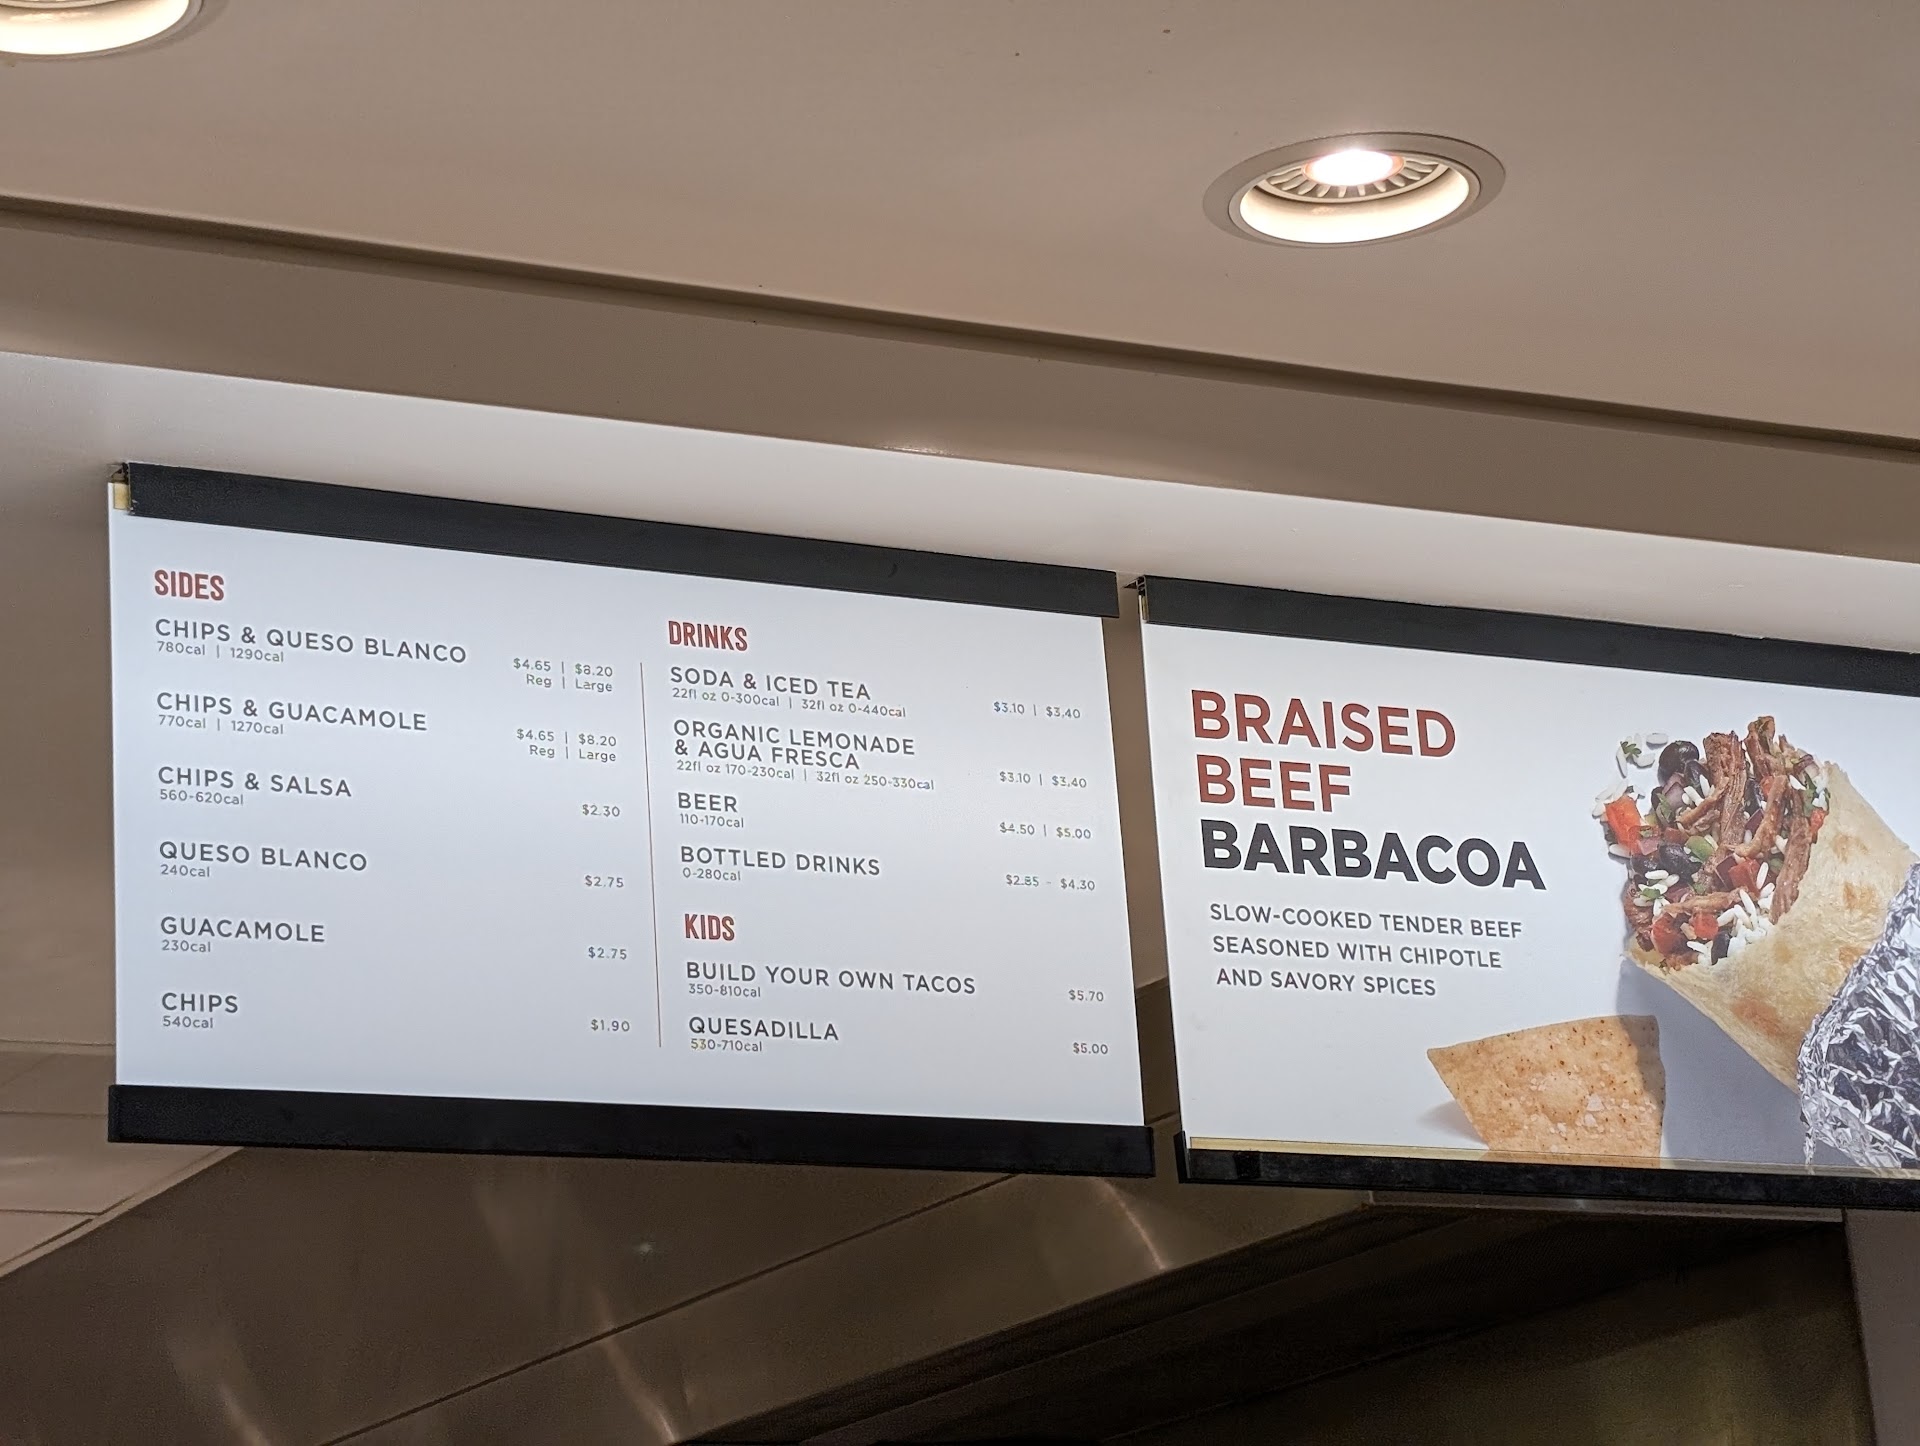 SIDES
CHIPS & QUESO BLANCO
780cal | 1290cal
$4.65 | $8.20
Reg | Large
CHIPS & GUACAMOLE
770cal | 1270cal
$4.65 | $8.20
Reg | Large
CHIPS & SALSA
560-620cal
$2.30
QUESO BLANCO
240cal
$2.75
GUACAMOLE
230cal
$2.75
CHIPS
540cal
$1.90
DRINKS
SODA & ICED TEA
22fl oz 0-300cal | 32fl oz 0-440cal
$3.10 | $3.40
ORGANIC LEMONADE
& AGUA FRESCA
22fl oz 170-230cal | 32fl oz 250-330cal
$3.10 | $3.40
BEER
110-170cal
$4.50 | $5.00
BOTTLED DRINKS
0-280cal
$2.85 - $4.30
KIDS
BUILD YOUR OWN TACOS
350-810cal
$5.70
QUESADILLA
530-710cal
$5.00
BRAISED
BEEF
BARBACOA
SLOW-COOKED TENDER BEEF
SEASONED WITH CHIPOTLE
AND SAVORY SPICES